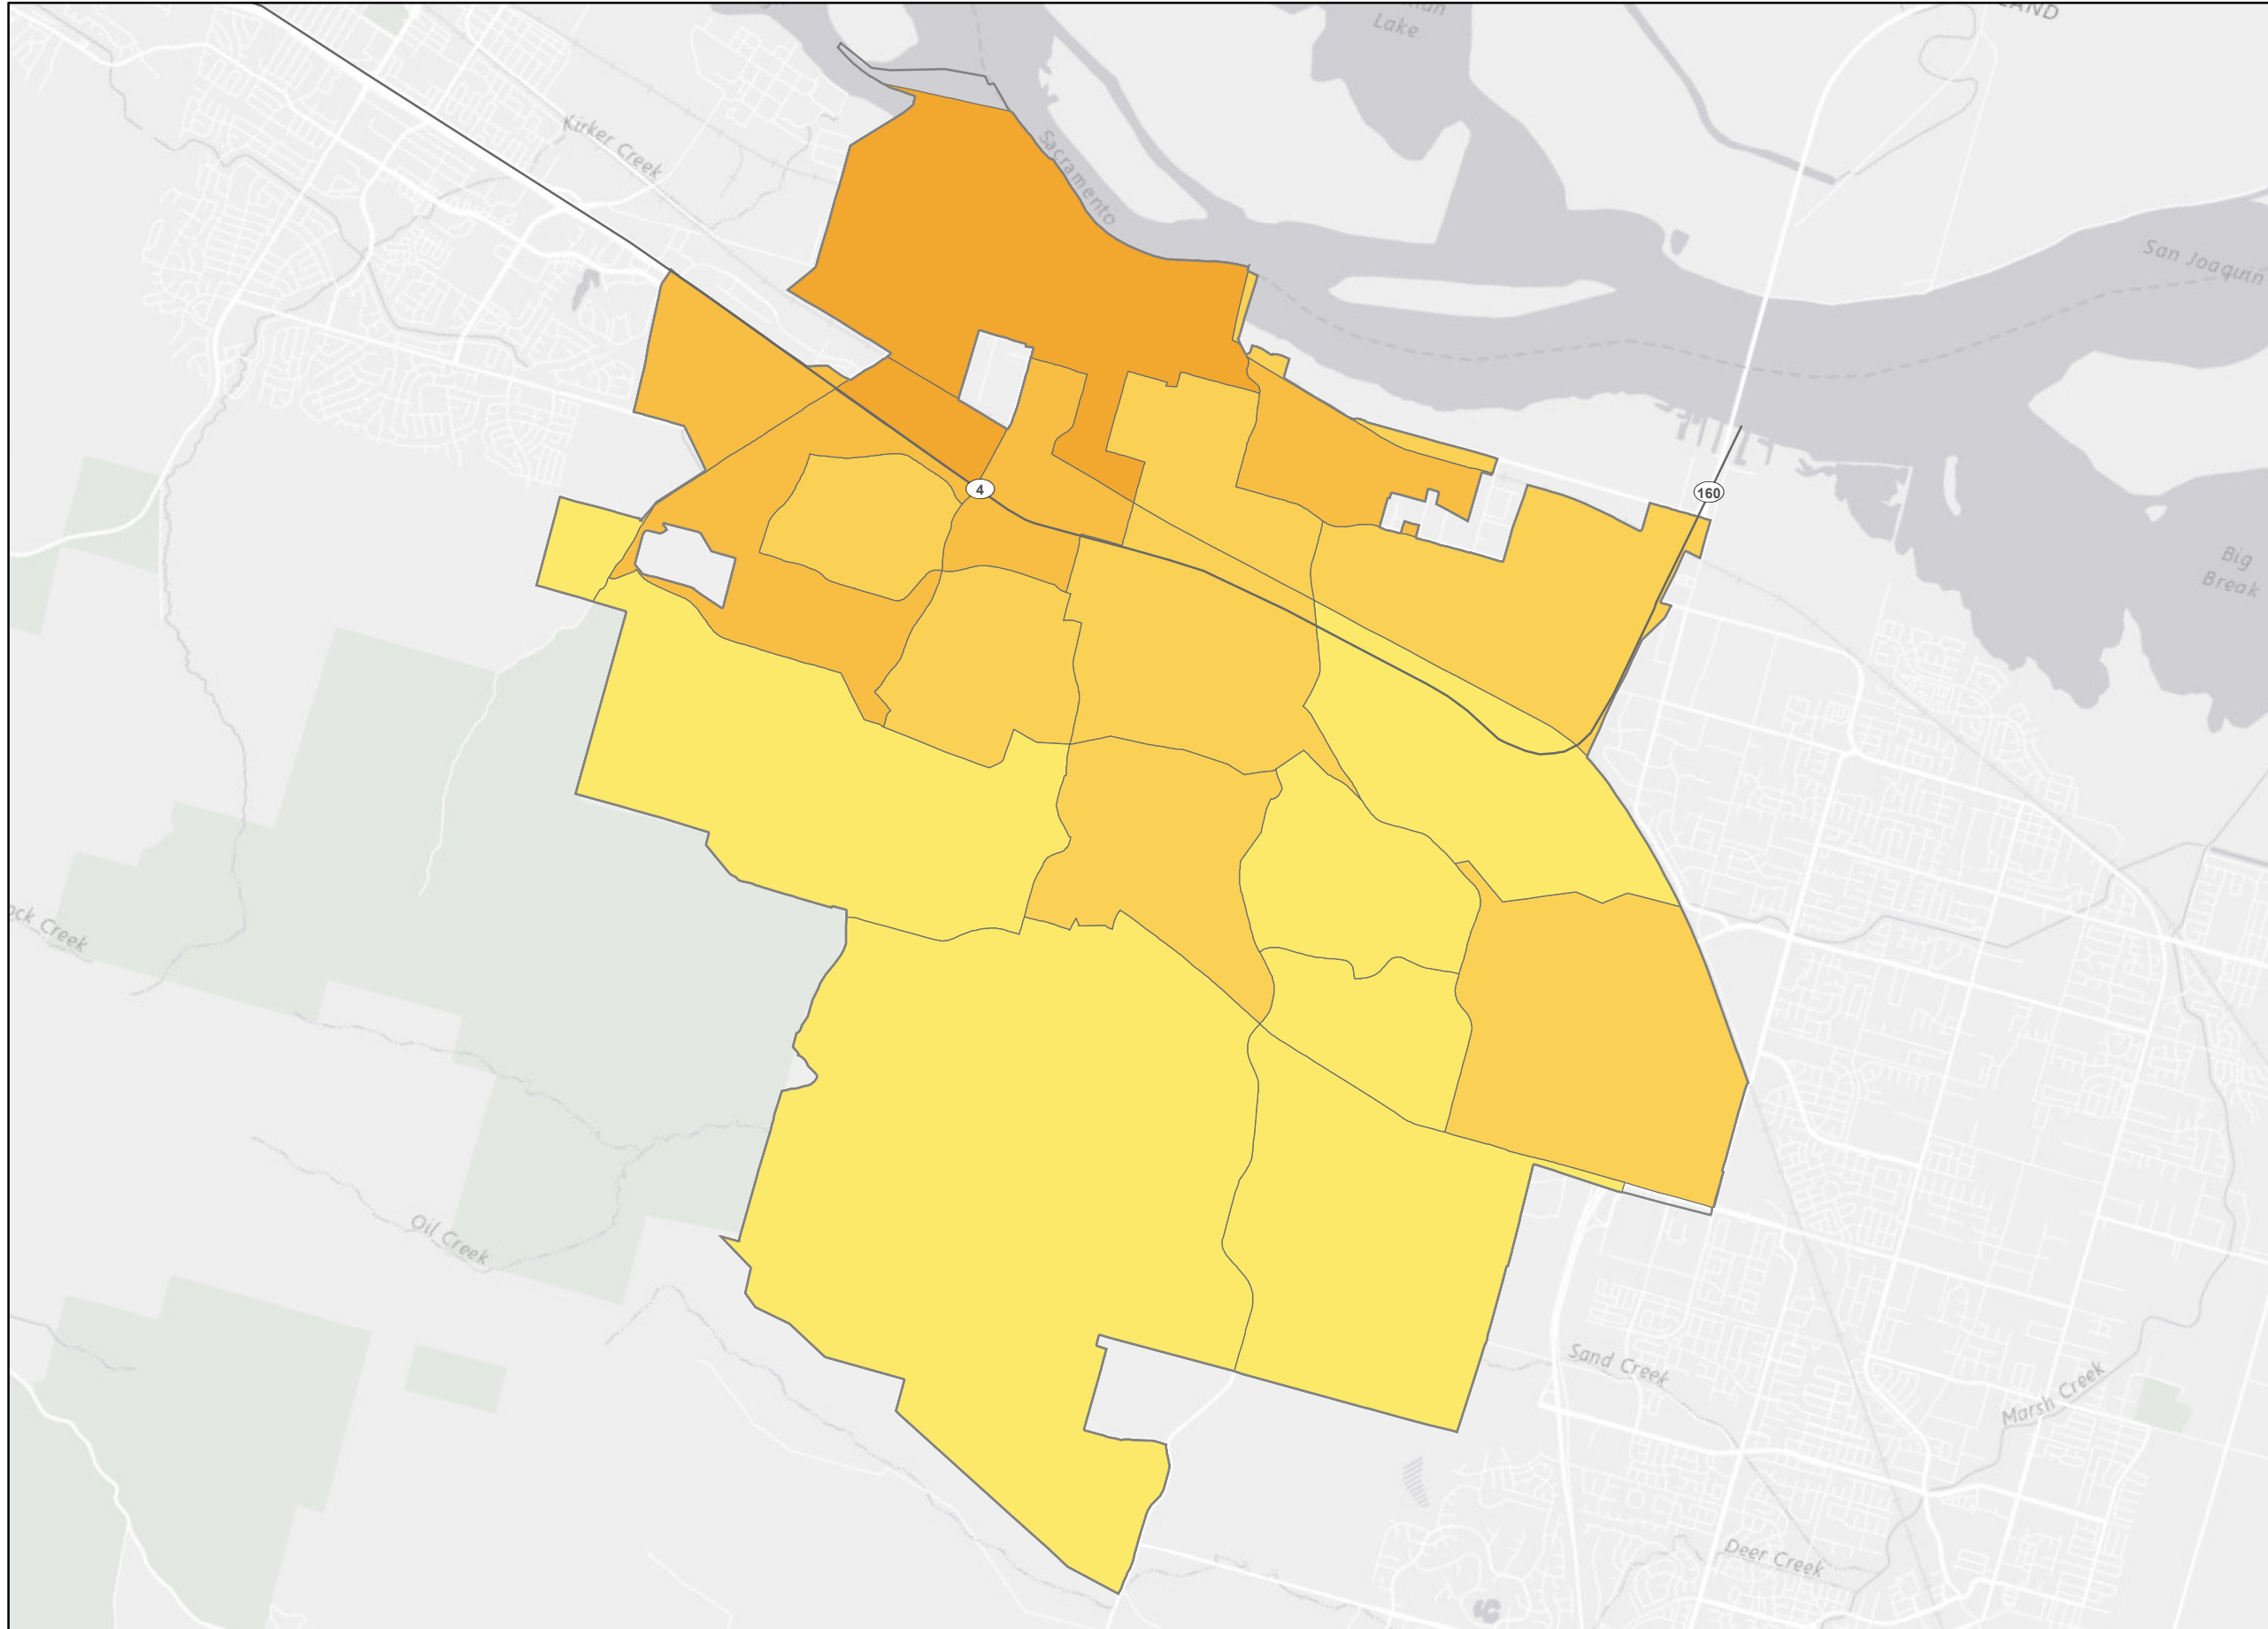 Lake
Kirker Creek
Sacramento
San Joaquin
4
160
Big
Break
ock Creek
Oil Creek
Sand Creek
Marsh Creek
Deer Creek